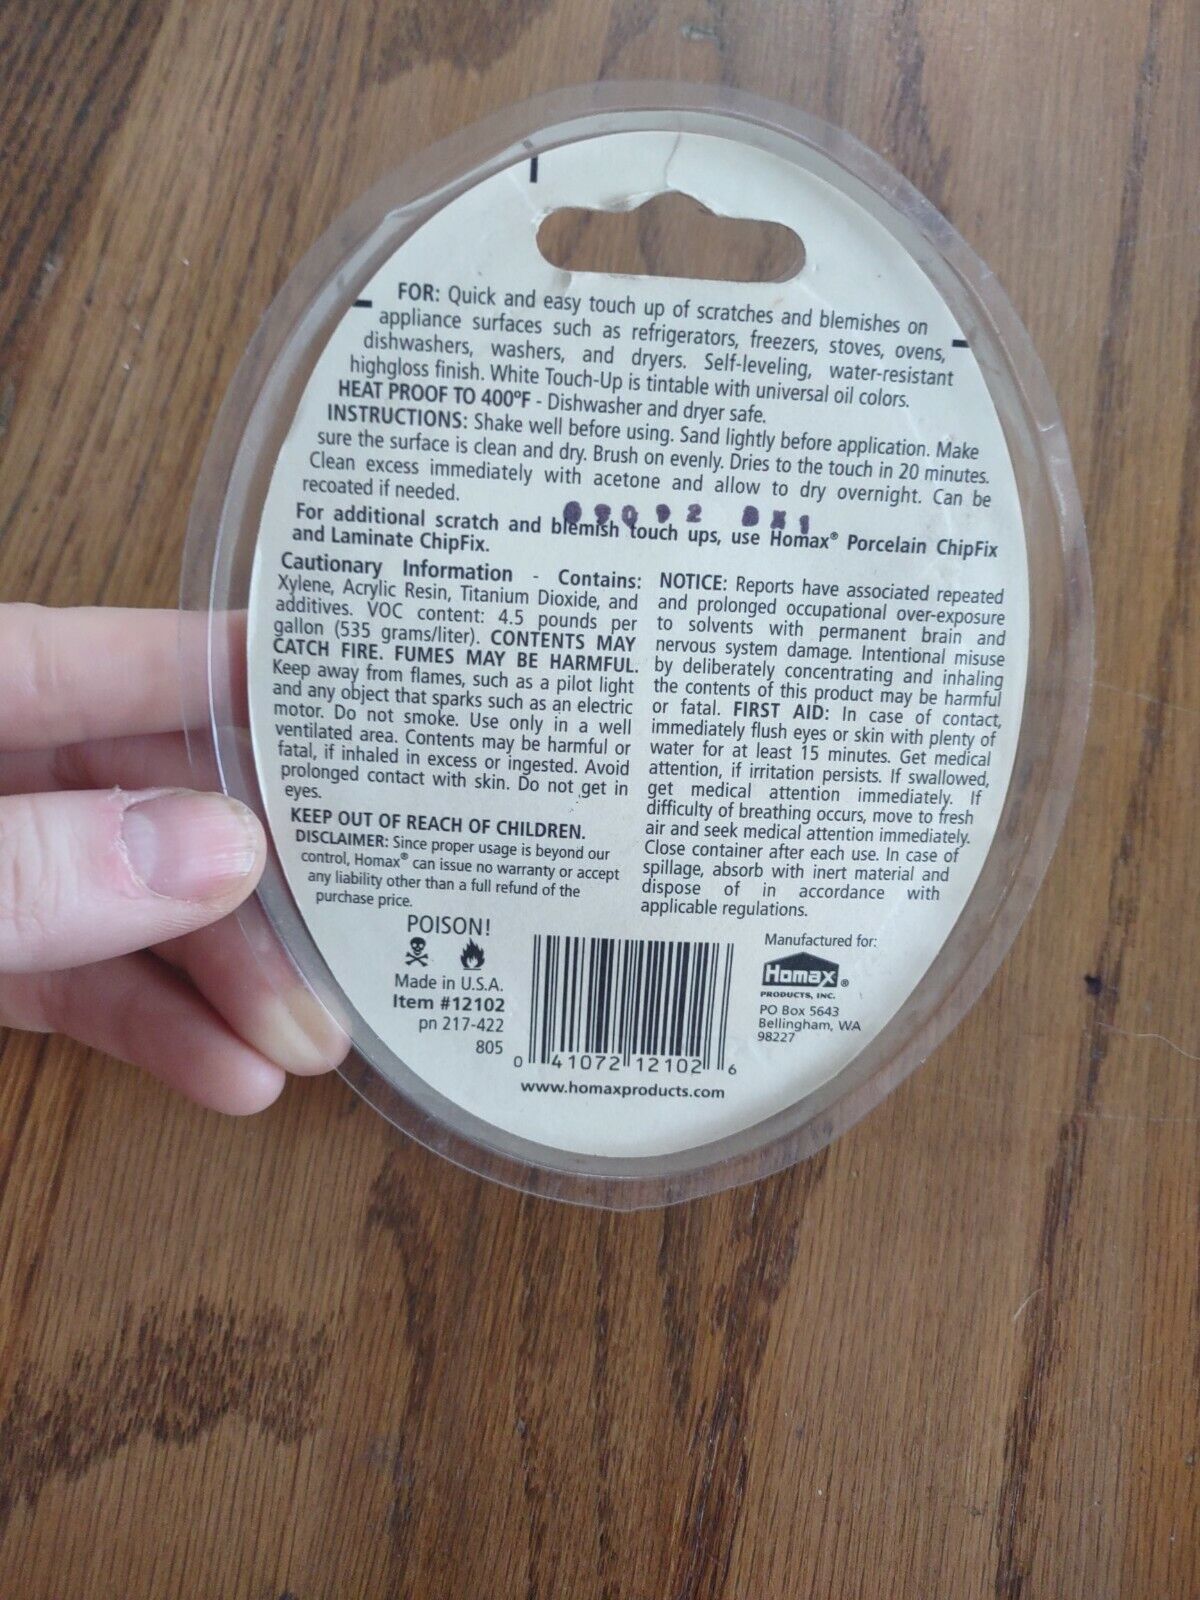 FOR: Quick and easy touch up of scratches and blemishes on
appliance surfaces such as refrigerators, freezers, stoves, ovens,
dishwashers, washers, and dryers. Self-leveling, water-resistant
highgloss finish. White Touch-Up is tintable with universal oil colors.
HEAT PROOF TO 400°F - Dishwasher and dryer safe.
INSTRUCTIONS: Shake well before using. Sand lightly before application. Make
sure the surface is clean and dry. Brush on evenly. Dries to the touch in 20 minutes.
Clean excess immediately with acetone and allow to dry overnight. Can be
recoated if needed.
For additional scratch and blemish touch ups, use Homax® Porcelain ChipFix
and Laminate ChipFix.
Cautionary Information - Contains:
Xylene, Acrylic Resin, Titanium Dioxide, and
additives. VOC content: 4.5 pounds per
gallon (535 grams/liter). CONTENTS MAY
CATCH FIRE. FUMES MAY BE HARMFUL.
Keep away from flames, such as a pilot light
and any object that sparks such as an electric
motor. Do not smoke. Use only in a well
ventilated area. Contents may be harmful or
fatal, if inhaled in excess or ingested. Avoid
prolonged contact with skin. Do not get in
eyes.
KEEP OUT OF REACH OF CHILDREN.
DISCLAIMER: Since proper usage is beyond our
control, Homax® can issue no warranty or accept
any liability other than a full refund of the
purchase price.
NOTICE: Reports have associated repeated
and prolonged occupational over-exposure
to solvents with permanent brain and
nervous system damage. Intentional misuse
by deliberately concentrating and inhaling
the contents of this product may be harmful
or fatal. FIRST AID: In case of contact,
immediately flush eyes or skin with plenty of
water for at least 15 minutes. Get medical
attention, if irritation persists. If swallowed,
get medical attention immediately. If
difficulty of breathing occurs, move to fresh
air and seek medical attention immediately.
Close container after each use. In case of
spillage, absorb with inert material and
dispose of in accordance with
applicable regulations.
POISON!
Made in U.S.A.
Item #12102
pn 217-422
805
0 41072 12102 6
www.homaxproducts.com
Manufactured for:
Homax®
PRODUCTS, INC.
PO Box 5643
Bellingham, WA
98227